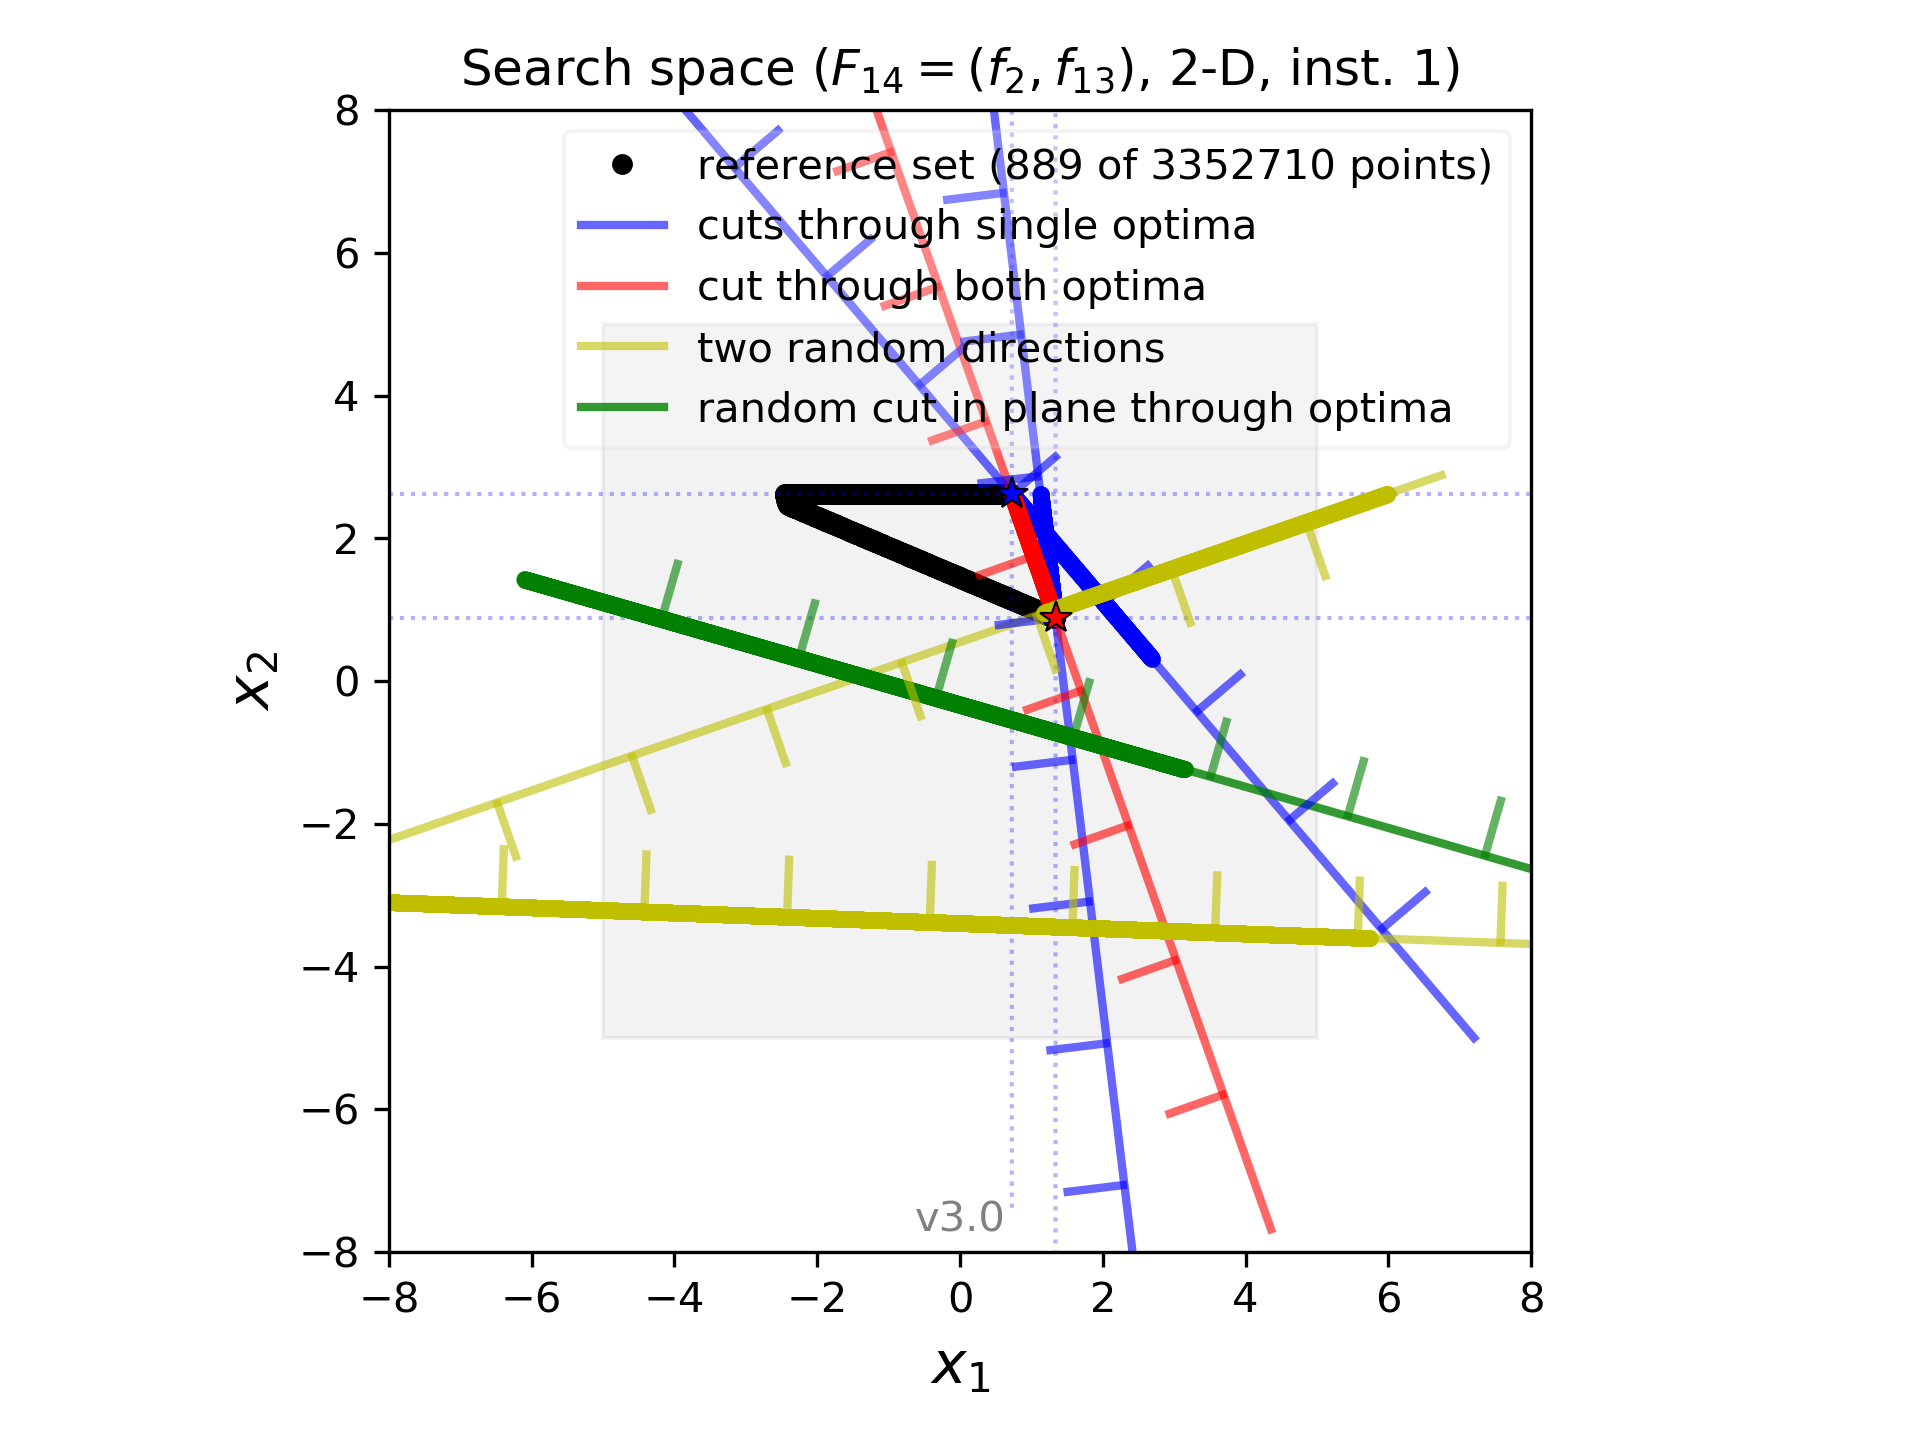 Search space (F14 = (f2, f13), 2-D, inst. 1)
reference set (889 of 3352710 points)
cuts through single optima
cut through both optima
two random directions
random cut in plane through optima
8
6
4
2
0
−2
−4
−6
−8
x2
v3.0
−8 −6 −4 −2 0 2 4 6 8
x1